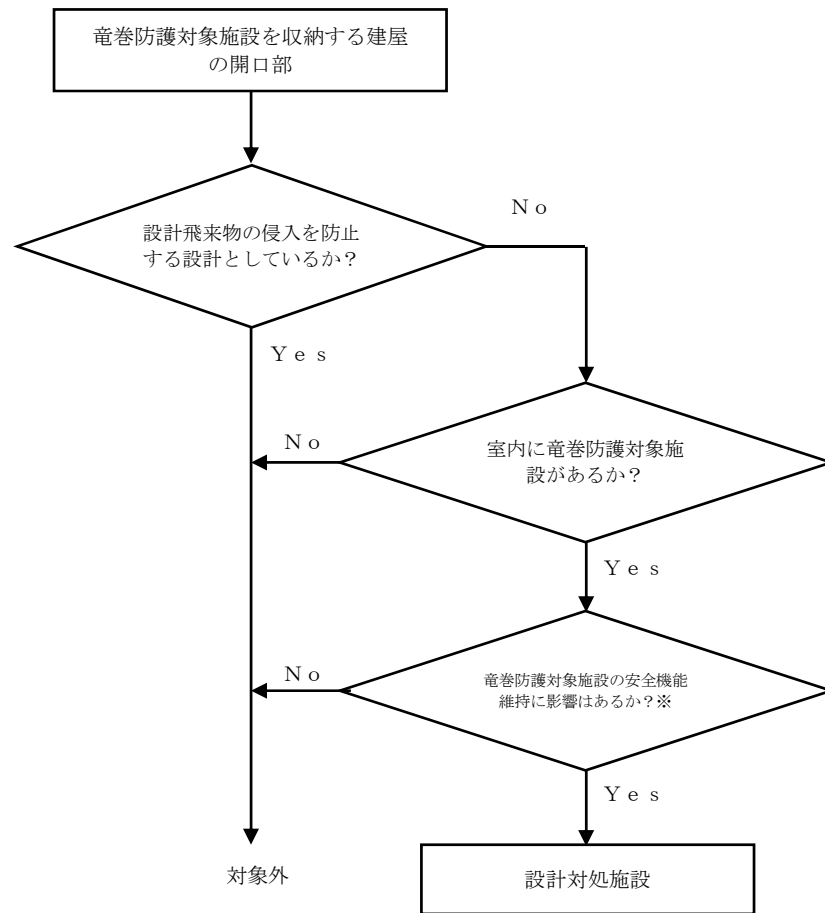 竜巻防護対象施設を収納する建屋
の開口部
設計飛来物の侵入を防止
する設計としているか？
Ｎｏ
Ｙｅｓ
室内に竜巻防護対象施
設があるか？
Ｎｏ
Ｙｅｓ
竜巻防護対象施設の安全機能
維持に影響はあるか？※
Ｎｏ
Ｙｅｓ
対象外
設計対処施設